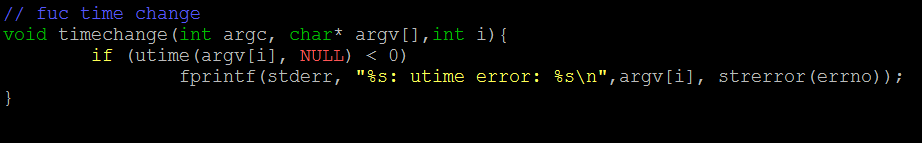 // fuc time change
void timechange(int argc, char* argv[],int i){
        if (utime(argv[i], NULL) < 0)
                fprintf(stderr, "%s: utime error: %s\n",argv[i], strerror(errno));
}